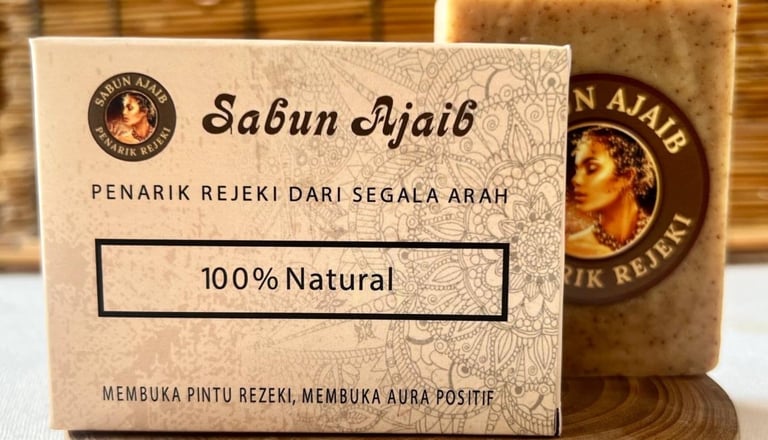 SABUN AJAIB
PENARIK REJEKI
Sabun Ajaib
PENARIK REJEKI DARI SEGALA ARAH
100% Natural
MEMBUKA PINTU REZEKI, MEMBUKA AURA POSITIF
N AJAIB
RIK REJEKI